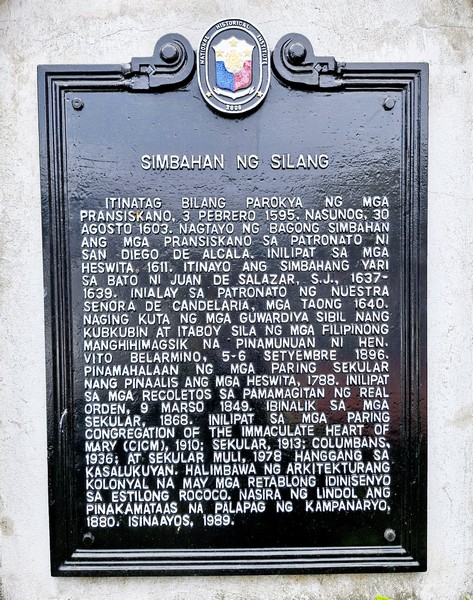 NATIONAL HISTORICAL INSTITUTE
2008
SIMBAHAN NG SILANG
ITINATAG BILANG PAROKYA NG MGA
PRANSISKANO, 3 PEBRERO 1595. NASUNOG, 30
AGOSTO 1603. NAGTAYO NG BAGONG SIMBAHAN
ANG MGA PRANSISKANO SA PATRONATO NI
SAN DIEGO DE ALCALA. INILIPAT SA MGA
HESWITA, 1611. ITINAYO ANG SIMBAHANG YARI
SA BATO NI JUAN DE SALAZAR, S.J., 1637-
1639. INIALAY SA PATRONATO NG NUESTRA
SENORA DE CANDELARIA, MGA TAONG 1640.
NAGING KUTA NG MGA GUWARDIYA SIBIL NANG
KUBKUBIN AT ITABOY SILA NG MGA FILIPINONG
MANGHIHIMAGSIK NA PINAMUNUAN NI HEN.
VITO BELARMINO, 5-6 SETYEMBRE 1896.
PINAMAHALAAN NG MGA PARING SEKULAR
NANG PINAALIS ANG MGA HESWITA, 1788. INILIPAT
SA MGA RECOLETOS SA PAMAMAGITAN NG REAL
ORDEN, 9 MARSO 1849. IBINALIK SA MGA
SEKULAR, 1868. INILIPAT SA MGA PARING
CONGREGATION OF THE IMMACULATE HEART OF
MARY (CICM), 1910; SEKULAR, 1913; COLUMBANS,
1936; AT SEKULAR MULI, 1978 HANGGANG SA
KASALUKUYAN. HALIMBAWA NG ARKITEKTURANG
KOLONYAL NA MAY MGA RETABLONG IDINISENYO
SA ESTILONG ROCOCO. NASIRA NG LINDOL ANG
PINAKAMATAAS NA PALAPAG NG KAMPANARYO,
1880. ISINAAYOS, 1989.